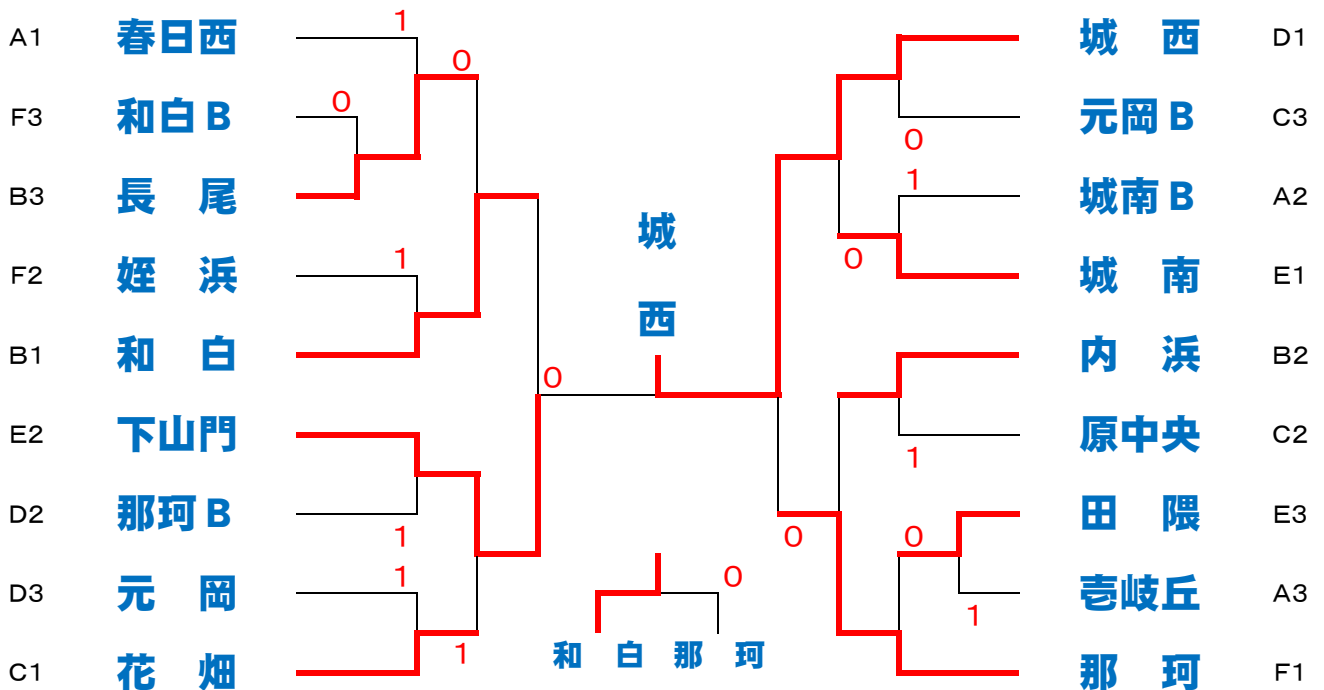 A1 春日西 1
0
F3 和白B 0
B3 長　尾
F2 姪　浜 1
B1 和　白
E2 下山門
D2 那珂B 1
D3 元　岡 1
C1 花　畑 1
城
西
0
0
和　白 那　珂
城　西 D1
元岡B C3
0
1 城南B A2
0 城　南 E1
内　浜 B2
原中央 C2
1
田　隈 E3
0 0
壱岐丘 A3
1
那　珂 F1